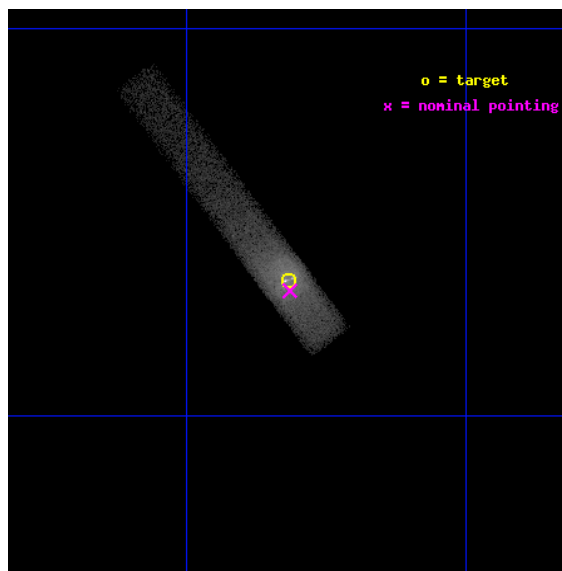 o = target
x = nominal pointing